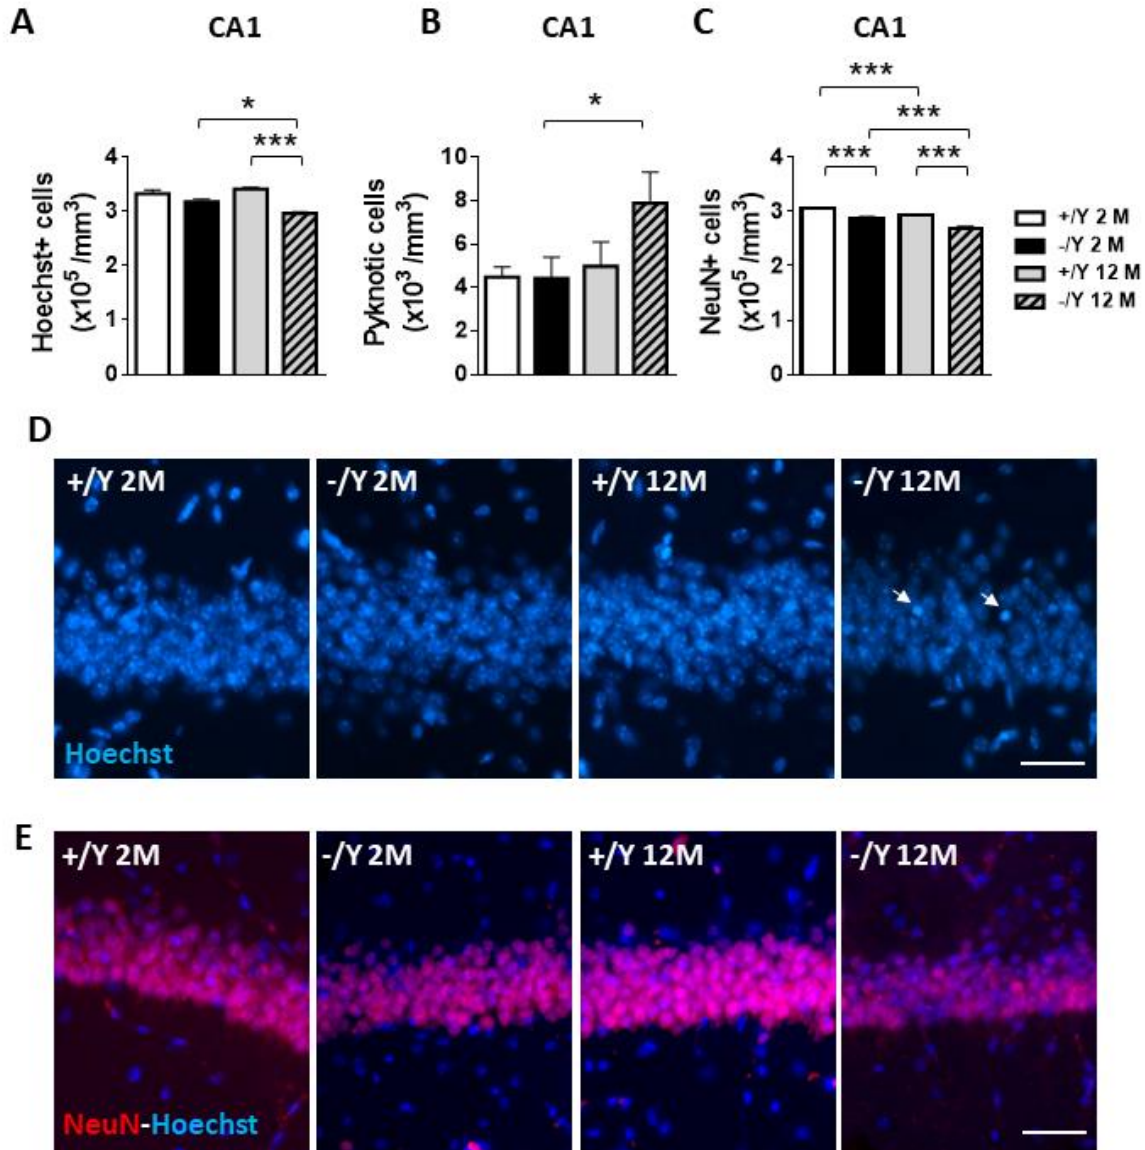 A CA1
B CA1
C CA1
* ***
*
*** *** *** ***
Hoechst+ cells
(x10⁵ /mm³)
4
3
2
1
0
Pyknotic cells
(x10³ /mm³)
10
8
6
4
2
0
NeuN+ cells
(x10⁵ /mm³)
4
3
2
1
0
+/Y 2 M
-/Y 2 M
+/Y 12 M
-/Y 12 M
D
+/Y 2M -/Y 2M +/Y 12M -/Y 12M
Hoechst
E
+/Y 2M -/Y 2M +/Y 12M -/Y 12M
NeuN-Hoechst